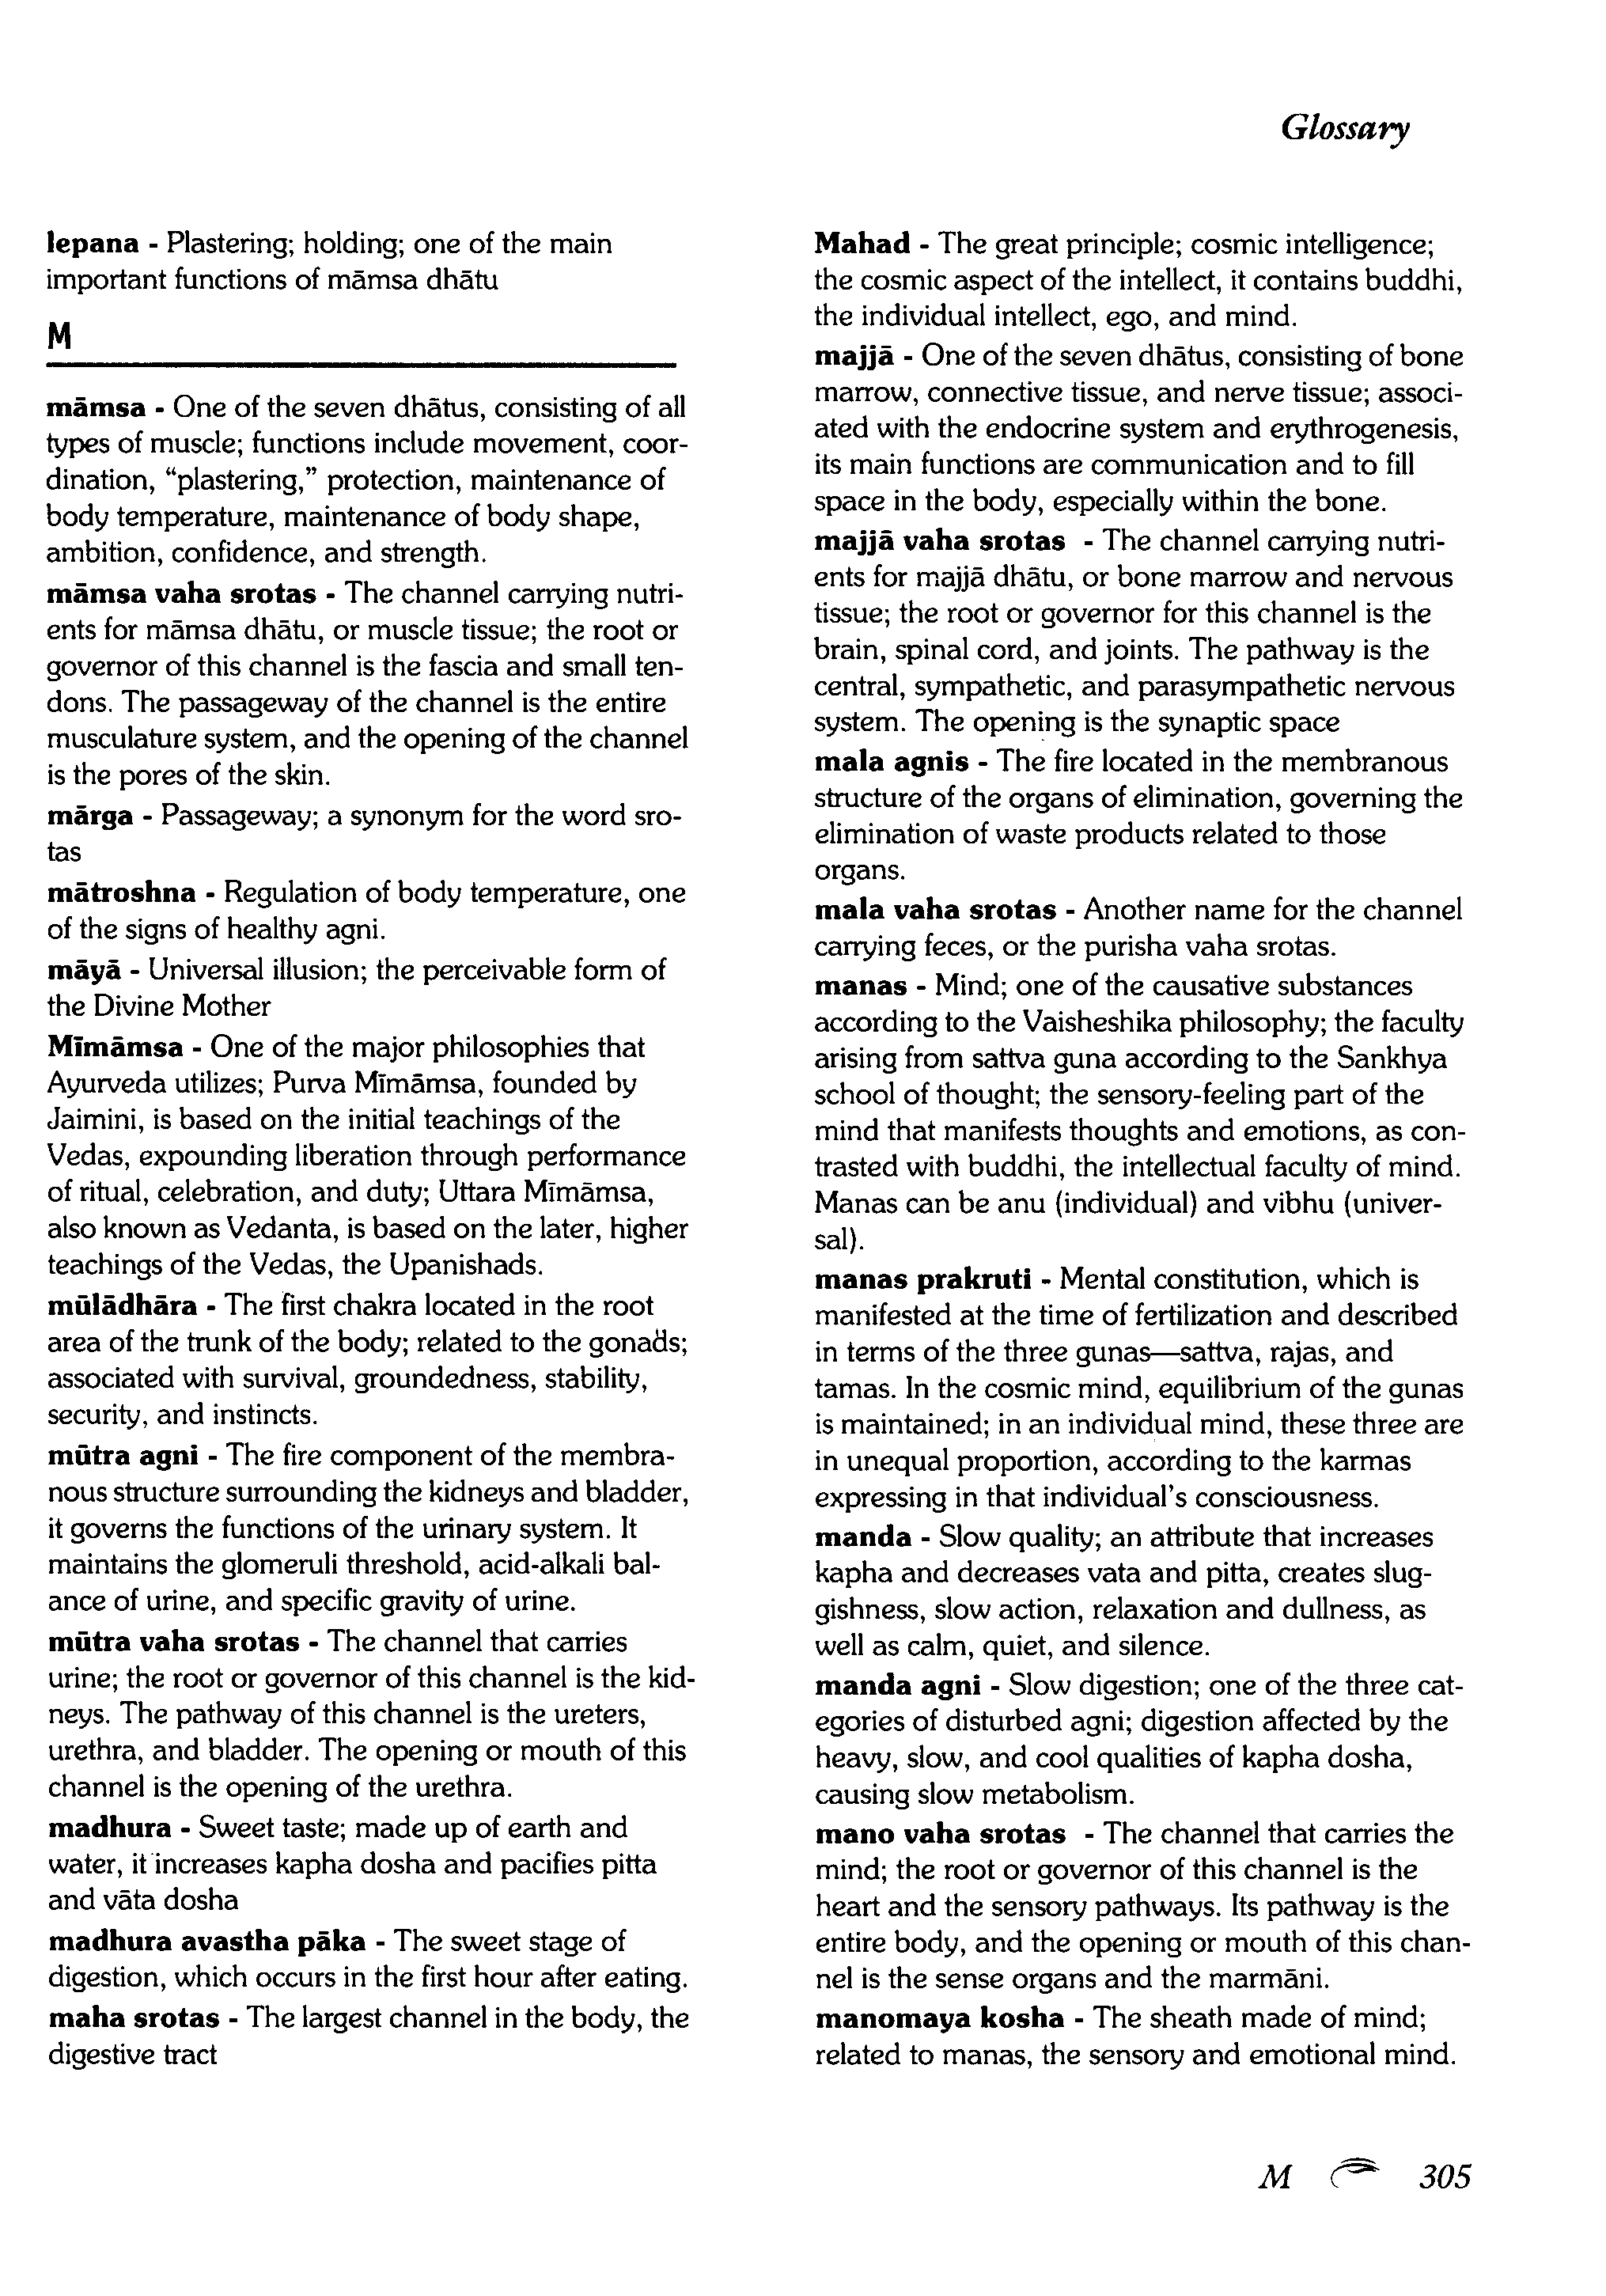 Glossary
lepana - Plastering; holding; one of the main
important functions of māmsa dhātu
M
māmsa - One of the seven dhātus, consisting of all
types of muscle; functions include movement, coor-
dination, “plastering,” protection, maintenance of
body temperature, maintenance of body shape,
ambition, confidence, and strength.
māmsa vaha srotas - The channel carrying nutri-
ents for māmsa dhātu, or muscle tissue; the root or
governor of this channel is the fascia and small ten-
dons. The passageway of the channel is the entire
musculature system, and the opening of the channel
is the pores of the skin.
mārga - Passageway; a synonym for the word sro-
tas
mātroshna - Regulation of body temperature, one
of the signs of healthy agni.
māyā - Universal illusion; the perceivable form of
the Divine Mother
Mīmāmsa - One of the major philosophies that
Ayurveda utilizes; Purva Mīmāmsa, founded by
Jaimini, is based on the initial teachings of the
Vedas, expounding liberation through performance
of ritual, celebration, and duty; Uttara Mīmāmsa,
also known as Vedanta, is based on the later, higher
teachings of the Vedas, the Upanishads.
mūlādhāra - The first chakra located in the root
area of the trunk of the body; related to the gonads;
associated with survival, groundedness, stability,
security, and instincts.
mūtra agni - The fire component of the membra-
nous structure surrounding the kidneys and bladder,
it governs the functions of the urinary system. It
maintains the glomeruli threshold, acid-alkali bal-
ance of urine, and specific gravity of urine.
mūtra vaha srotas - The channel that carries
urine; the root or governor of this channel is the kid-
neys. The pathway of this channel is the ureters,
urethra, and bladder. The opening or mouth of this
channel is the opening of the urethra.
madhura - Sweet taste; made up of earth and
water, it increases kapha dosha and pacifies pitta
and vāta dosha
madhura avastha pāka - The sweet stage of
digestion, which occurs in the first hour after eating.
maha srotas - The largest channel in the body, the
digestive tract
Mahad - The great principle; cosmic intelligence;
the cosmic aspect of the intellect, it contains buddhi,
the individual intellect, ego, and mind.
majjā - One of the seven dhātus, consisting of bone
marrow, connective tissue, and nerve tissue; associ-
ated with the endocrine system and erythrogenesis,
its main functions are communication and to fill
space in the body, especially within the bone.
majjā vaha srotas - The channel carrying nutri-
ents for majjā dhātu, or bone marrow and nervous
tissue; the root or governor for this channel is the
brain, spinal cord, and joints. The pathway is the
central, sympathetic, and parasympathetic nervous
system. The opening is the synaptic space
mala agnis - The fire located in the membranous
structure of the organs of elimination, governing the
elimination of waste products related to those
organs.
mala vaha srotas - Another name for the channel
carrying feces, or the purisha vaha srotas.
manas - Mind; one of the causative substances
according to the Vaisheshika philosophy; the faculty
arising from sattva guna according to the Sankhya
school of thought; the sensory-feeling part of the
mind that manifests thoughts and emotions, as con-
trasted with buddhi, the intellectual faculty of mind.
Manas can be anu (individual) and vibhu (univer-
sal).
manas prakruti - Mental constitution, which is
manifested at the time of fertilization and described
in terms of the three gunas—sattva, rajas, and
tamas. In the cosmic mind, equilibrium of the gunas
is maintained; in an individual mind, these three are
in unequal proportion, according to the karmas
expressing in that individual’s consciousness.
manda - Slow quality; an attribute that increases
kapha and decreases vata and pitta, creates slug-
gishness, slow action, relaxation and dullness, as
well as calm, quiet, and silence.
manda agni - Slow digestion; one of the three cat-
egories of disturbed agni; digestion affected by the
heavy, slow, and cool qualities of kapha dosha,
causing slow metabolism.
mano vaha srotas - The channel that carries the
mind; the root or governor of this channel is the
heart and the sensory pathways. Its pathway is the
entire body, and the opening or mouth of this chan-
nel is the sense organs and the marmāni.
manomaya kosha - The sheath made of mind;
related to manas, the sensory and emotional mind.
M 305